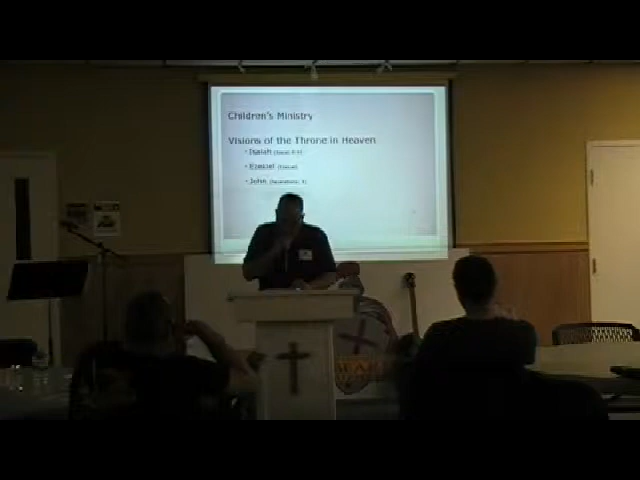 Children's Ministry
Visions of the Throne in Heaven
• Isaiah
• Ezekiel
• John